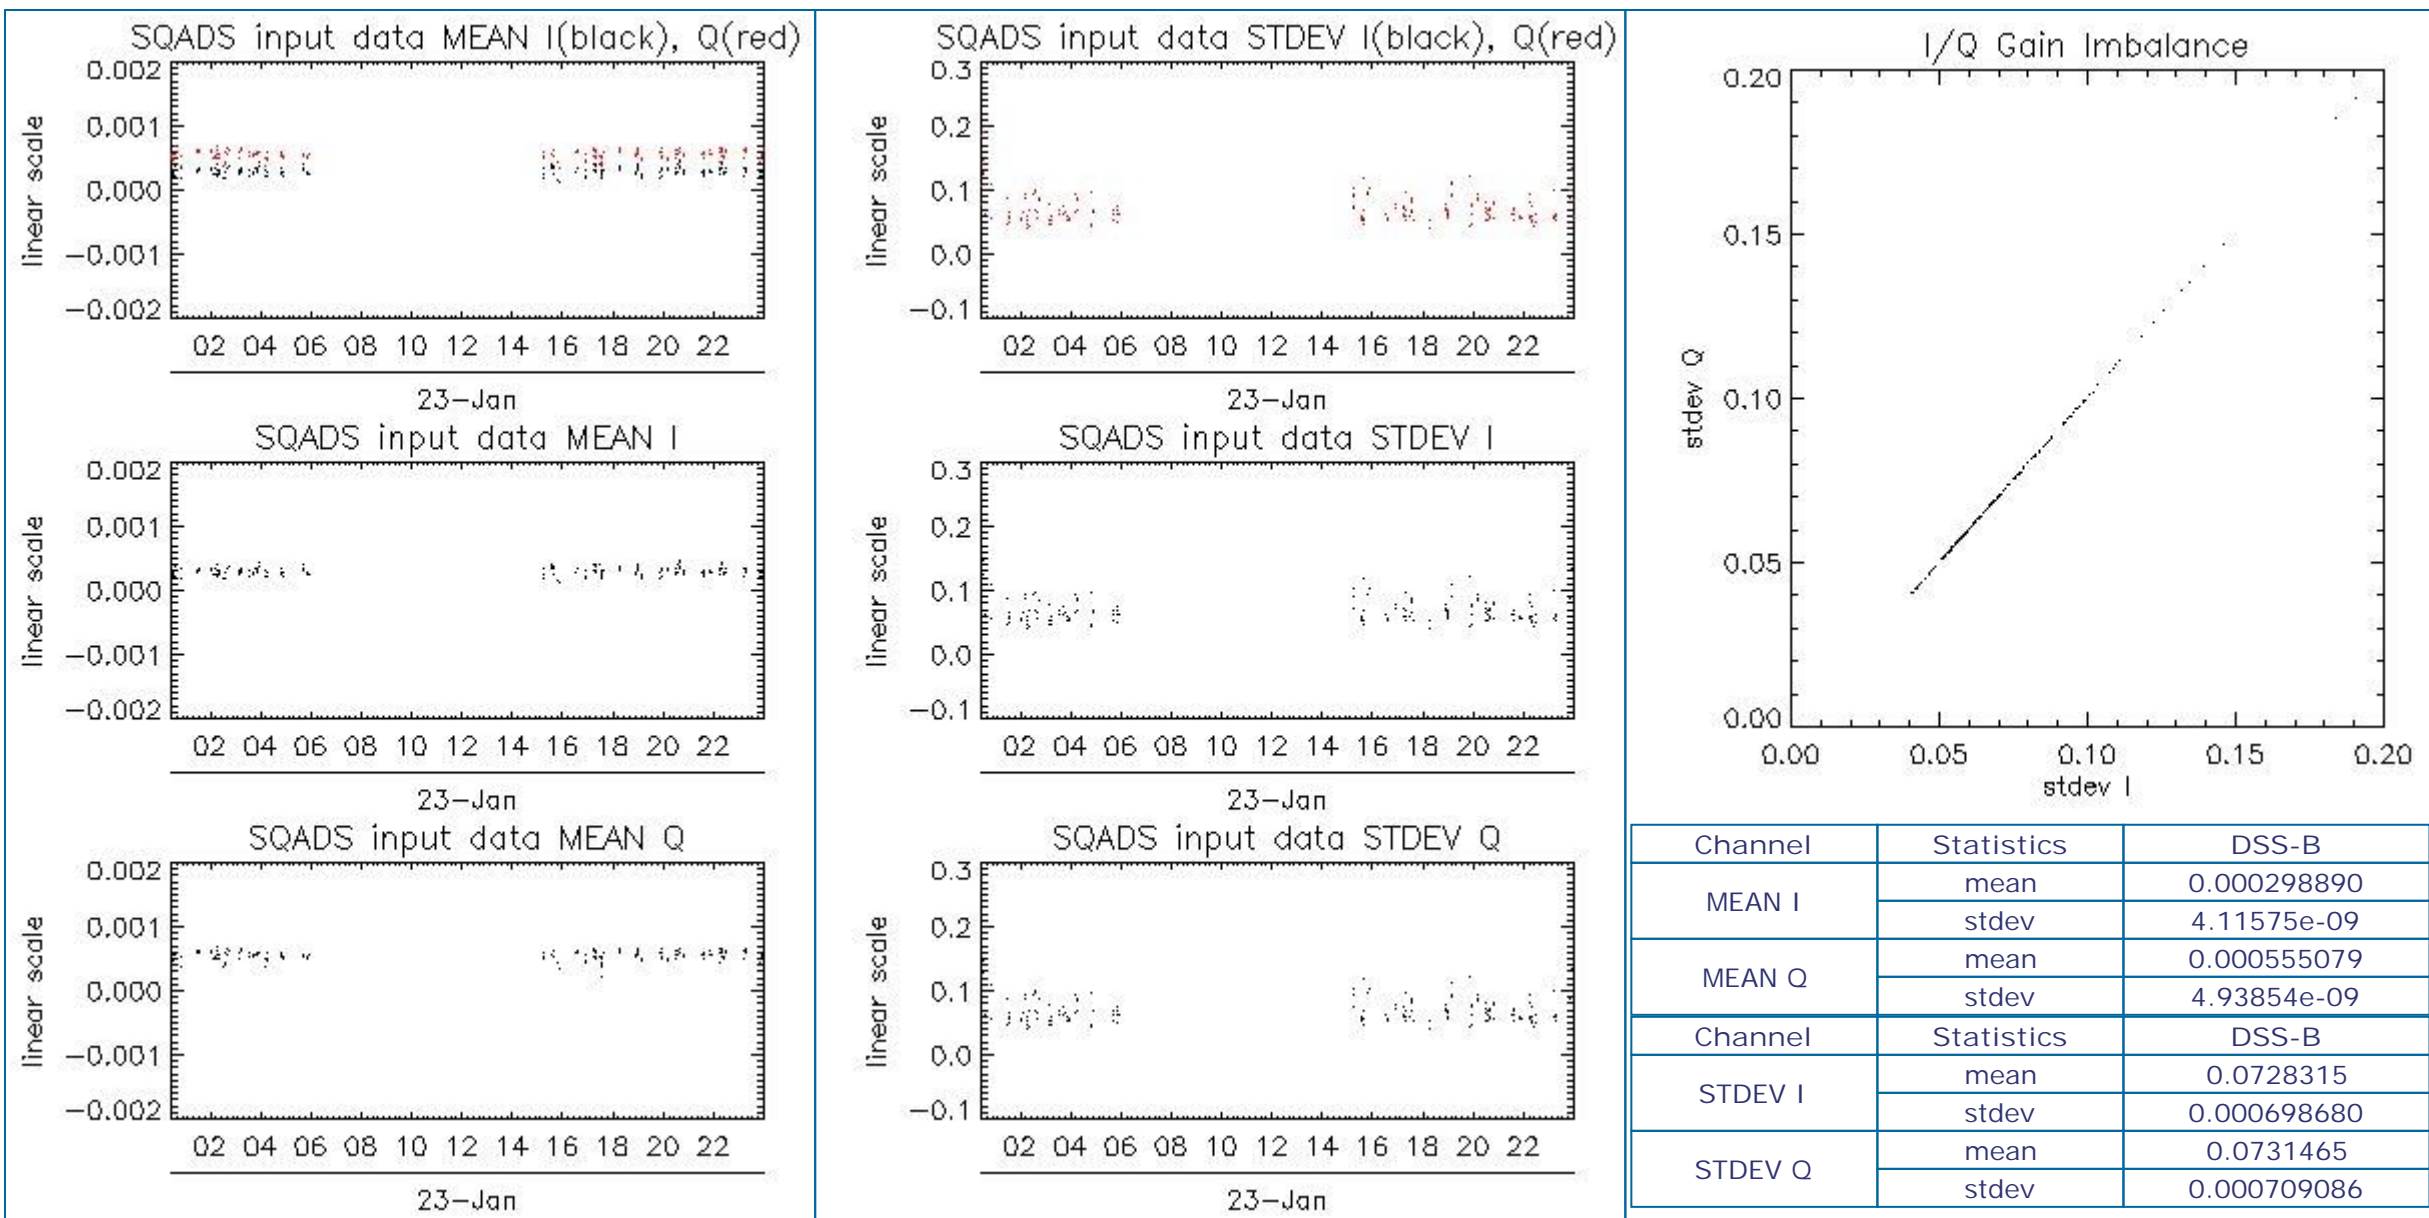 SQADS input data MEAN I(black), Q(red)
0.002
0.001
0.000
−0.001
−0.002
linear scale
02 04 06 08 10 12 14 16 18 20 22
23−Jan
SQADS input data MEAN I
0.002
0.001
0.000
−0.001
−0.002
linear scale
02 04 06 08 10 12 14 16 18 20 22
23−Jan
SQADS input data MEAN Q
0.002
0.001
0.000
−0.001
−0.002
linear scale
02 04 06 08 10 12 14 16 18 20 22
23−Jan
SQADS input data STDEV I(black), Q(red)
0.3
0.2
0.1
0.0
−0.1
linear scale
02 04 06 08 10 12 14 16 18 20 22
23−Jan
SQADS input data STDEV I
0.3
0.2
0.1
0.0
−0.1
linear scale
02 04 06 08 10 12 14 16 18 20 22
23−Jan
SQADS input data STDEV Q
0.3
0.2
0.1
0.0
−0.1
linear scale
02 04 06 08 10 12 14 16 18 20 22
23−Jan
I/Q Gain Imbalance
0.20
0.15
0.10
0.05
0.00
stdev Q
0.00 0.05 0.10 0.15 0.20
stdev I
Channel Statistics DSS-B
MEAN I mean 0.000298890
stdev 4.11575e-09
MEAN Q mean 0.000555079
stdev 4.93854e-09
Channel Statistics DSS-B
STDEV I mean 0.0728315
stdev 0.000698680
STDEV Q mean 0.0731465
stdev 0.000709086